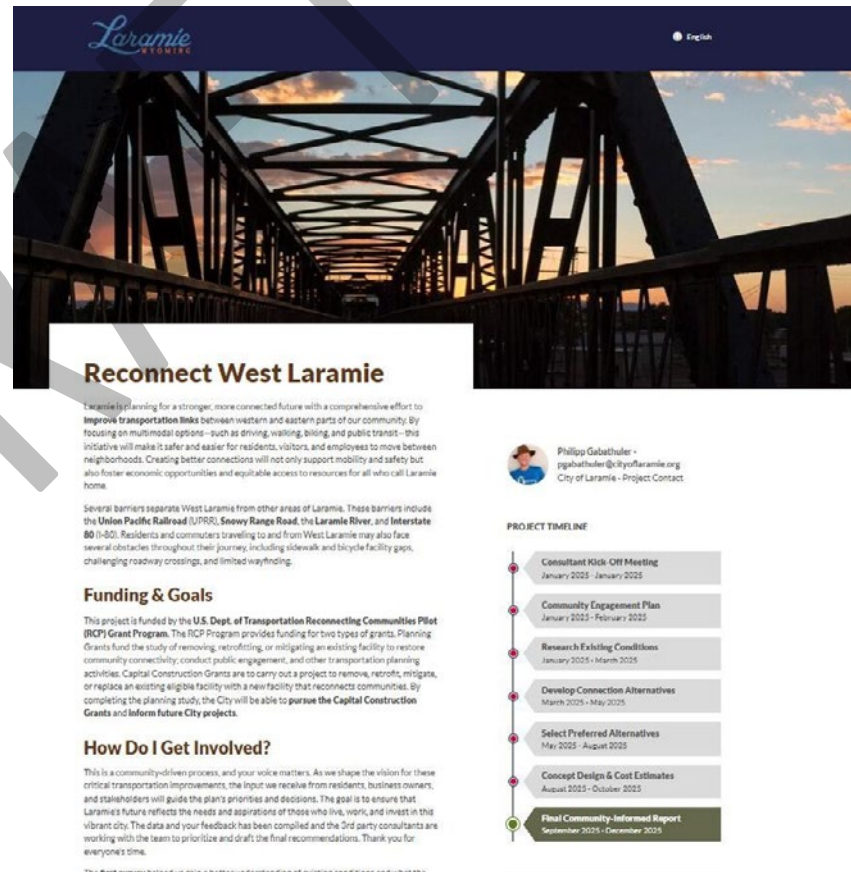 Laramie
WYOMING
English
Reconnect West Laramie
Laramie is planning for a stronger, more connected future with a comprehensive effort to
improve transportation links between western and eastern parts of our community. By
focusing on multimodal options—such as driving, walking, biking, and public transit—this
initiative will make it safer and easier for residents, visitors, and employees to move between
neighborhoods. Creating better connections will not only support mobility and safety but
also foster economic opportunities and equitable access to resources for all who call Laramie
home.
Several barriers separate West Laramie from other areas of Laramie. These barriers include
the Union Pacific Railroad (UPRR), Snowy Range Road, the Laramie River, and Interstate
80 (I-80). Residents and commuters traveling to and from West Laramie may also face
several obstacles throughout their journey, including sidewalk and bicycle facility gaps,
challenging roadway crossings, and limited wayfinding.
Funding & Goals
This project is funded by the U.S. Dept. of Transportation Reconnecting Communities Pilot
(RCP) Grant Program. The RCP Program provides funding for two types of grants. Planning
Grants fund the study of removing, retrofitting, or mitigating an existing facility to restore
community connectivity; conduct public engagement, and other transportation planning
activities. Capital Construction Grants are to carry out a project to remove, retrofit, mitigate,
or replace an existing eligible facility with a new facility that reconnects communities. By
completing the planning study, the City will be able to pursue the Capital Construction
Grants and inform future City projects.
How Do I Get Involved?
This is a community-driven process, and your voice matters. As we shape the vision for these
critical transportation improvements, the input we receive from residents, business owners,
and stakeholders will guide the plan's priorities and decisions. The goal is to ensure that
Laramie's future reflects the needs and aspirations of those who live, work, and invest in this
vibrant city. The data and your feedback has been compiled and the 3rd party consultants are
working with the team to prioritize and draft the final recommendations. Thank you for
everyone's time.
Philipp Gabathuler -
pgabathuler@cityoflaramie.org
City of Laramie - Project Contact
PROJECT TIMELINE
Consultant Kick-Off Meeting
January 2025 - January 2025
Community Engagement Plan
January 2025 - February 2025
Research Existing Conditions
January 2025 - March 2025
Develop Connection Alternatives
March 2025 - May 2025
Select Preferred Alternatives
May 2025 - August 2025
Concept Design & Cost Estimates
August 2025 - October 2025
Final Community-Informed Report
September 2025 - December 2025